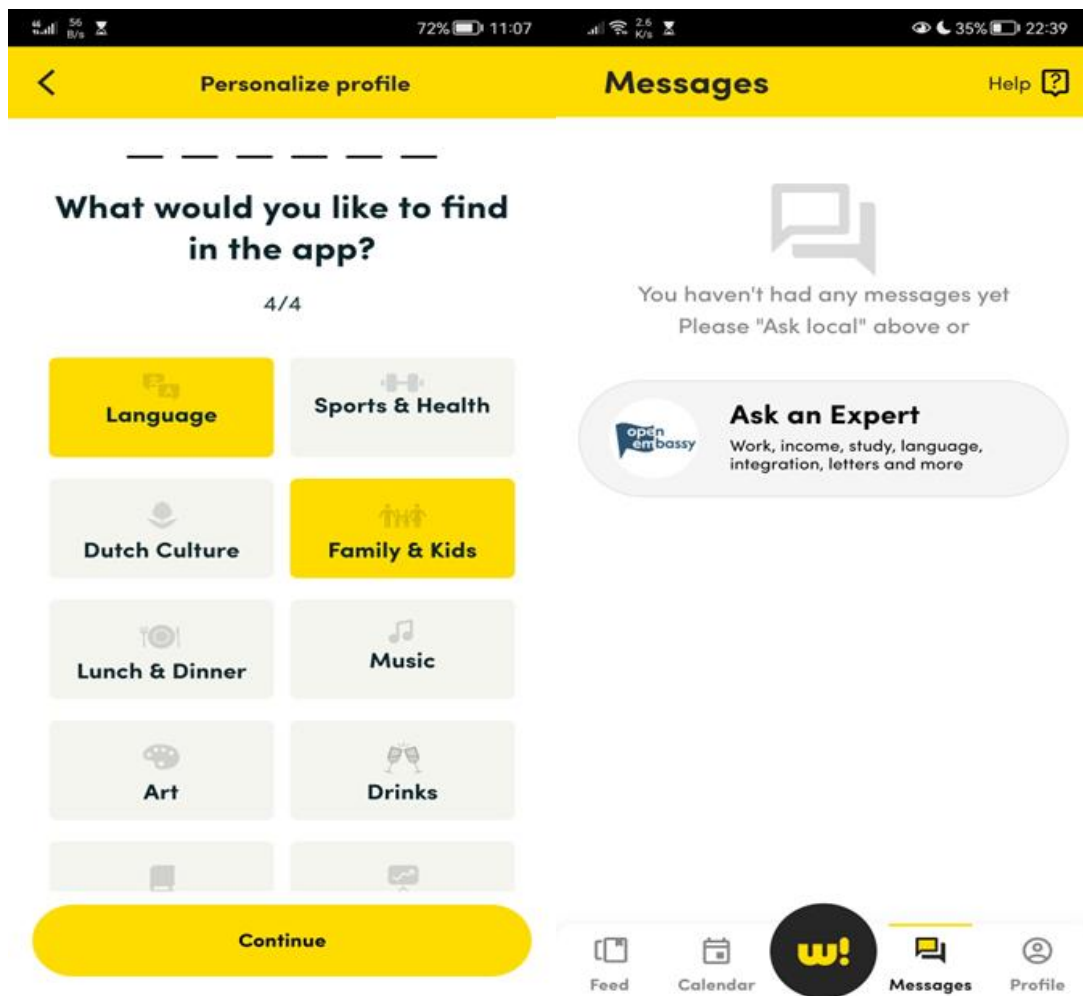 56
B/s
72%
11:07
Personalize profile
What would you like to find
in the app?
4/4
Language
Sports & Health
Dutch Culture
Family & Kids
Lunch & Dinner
Music
Art
Drinks
Continue
2.6
K/s
35%
22:39
Messages
Help
You haven't had any messages yet
Please "Ask local" above or
open
embassy
Ask an Expert
Work, income, study, language,
integration, letters and more
w!
Feed
Calendar
Messages
Profile